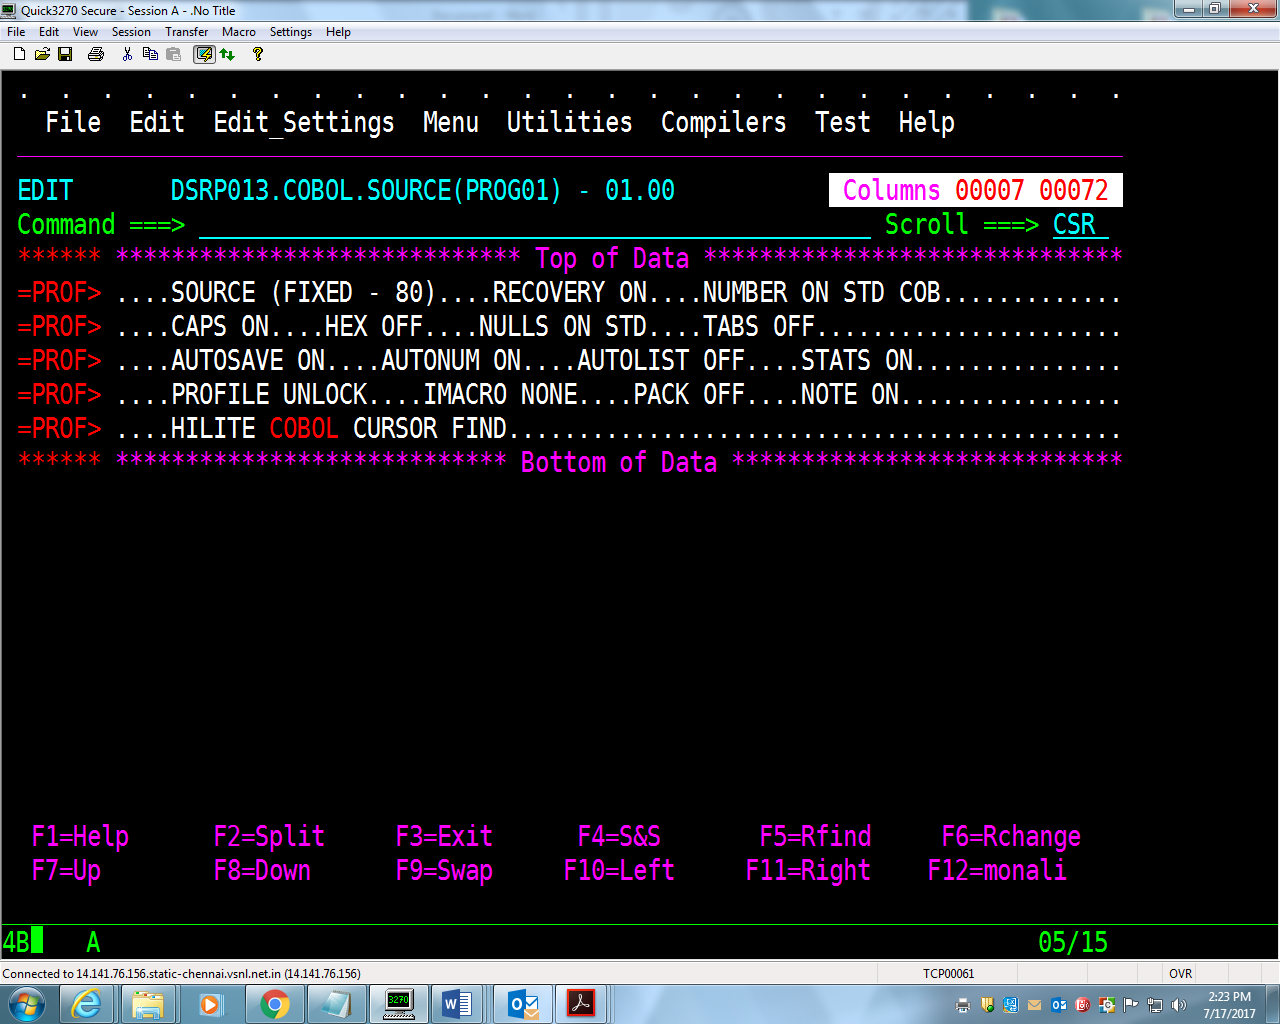 Quick3270 Secure - Session A - .No Title
File Edit View Session Transfer Macro Settings Help
. . . . . . . . . . . . . . . . . . . . . . . . . . .
File Edit Edit_Settings Menu Utilities Compilers Test Help
EDIT DSRP013.COBOL.SOURCE(PROG01) - 01.00 Columns 00007 00072
Command ===> Scroll ===> CSR
****** ***************************** Top of Data ******************************
=PROF> ....SOURCE (FIXED - 80)....RECOVERY ON....NUMBER ON STD COB.............
=PROF> ....CAPS ON....HEX OFF....NULLS ON STD....TABS OFF......................
=PROF> ....AUTOSAVE ON....AUTONUM ON....AUTOLIST OFF....STATS ON...............
=PROF> ....PROFILE UNLOCK....IMACRO NONE....PACK OFF....NOTE ON................
=PROF> ....HILITE COBOL CURSOR FIND............................................
****** **************************** Bottom of Data ****************************
F1=Help F2=Split F3=Exit F4=S&S F5=Rfind F6=Rchange
F7=Up F8=Down F9=Swap F10=Left F11=Right F12=monali
4B A 05/15
Connected to 14.141.76.156.static-chennai.vsnl.net.in (14.141.76.156) TCP00061 OVR
3270
2:23 PM
7/17/2017